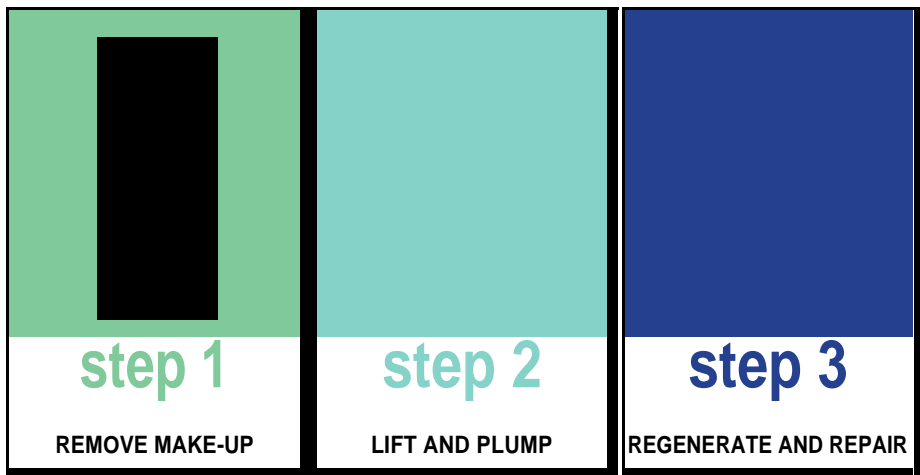 step 1
REMOVE MAKE-UP
step 2
LIFT AND PLUMP
step 3
REGENERATE AND REPAIR